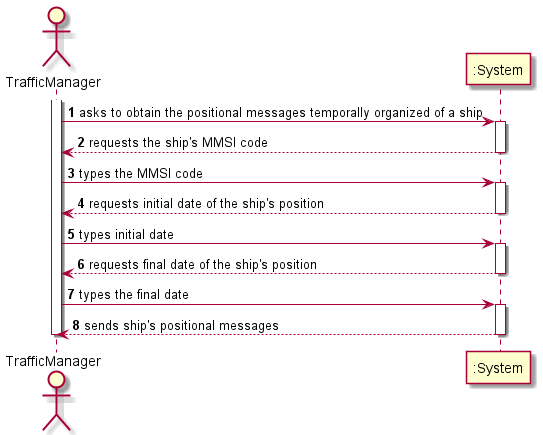 TrafficManager
:System
1 asks to obtain the positional messages temporally organized of a ship
2 requests the ship's MMSI code
3 types the MMSI code
4 requests initial date of the ship's position
5 types initial date
6 requests final date of the ship's position
7 types the final date
8 sends ship's positional messages
TrafficManager
:System